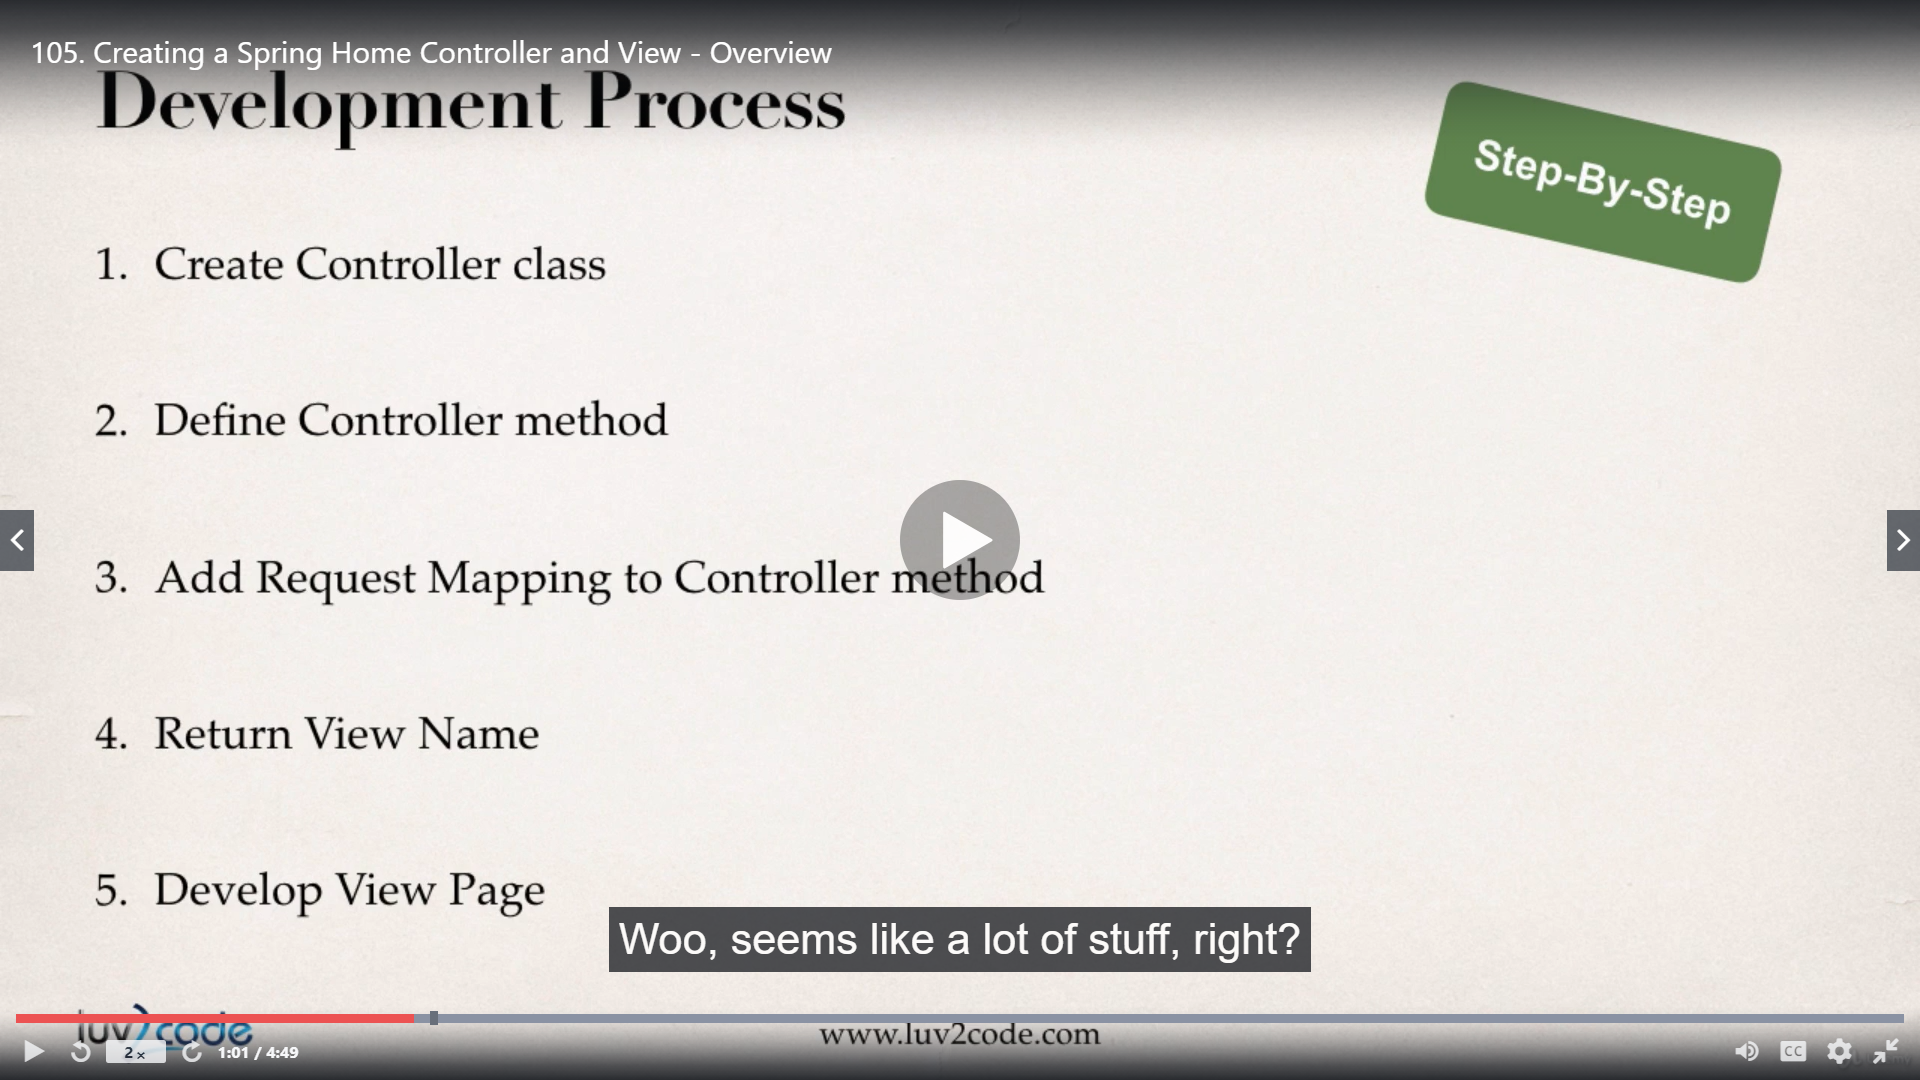 105. Creating a Spring Home Controller and View - Overview
Development Process
Step-By-Step
1. Create Controller class
2. Define Controller method
3. Add Request Mapping to Controller method
4. Return View Name
5. Develop View Page
Woo, seems like a lot of stuff, right?
luv2code
www.luv2code.com
2 x
1:01 / 4:49
CC